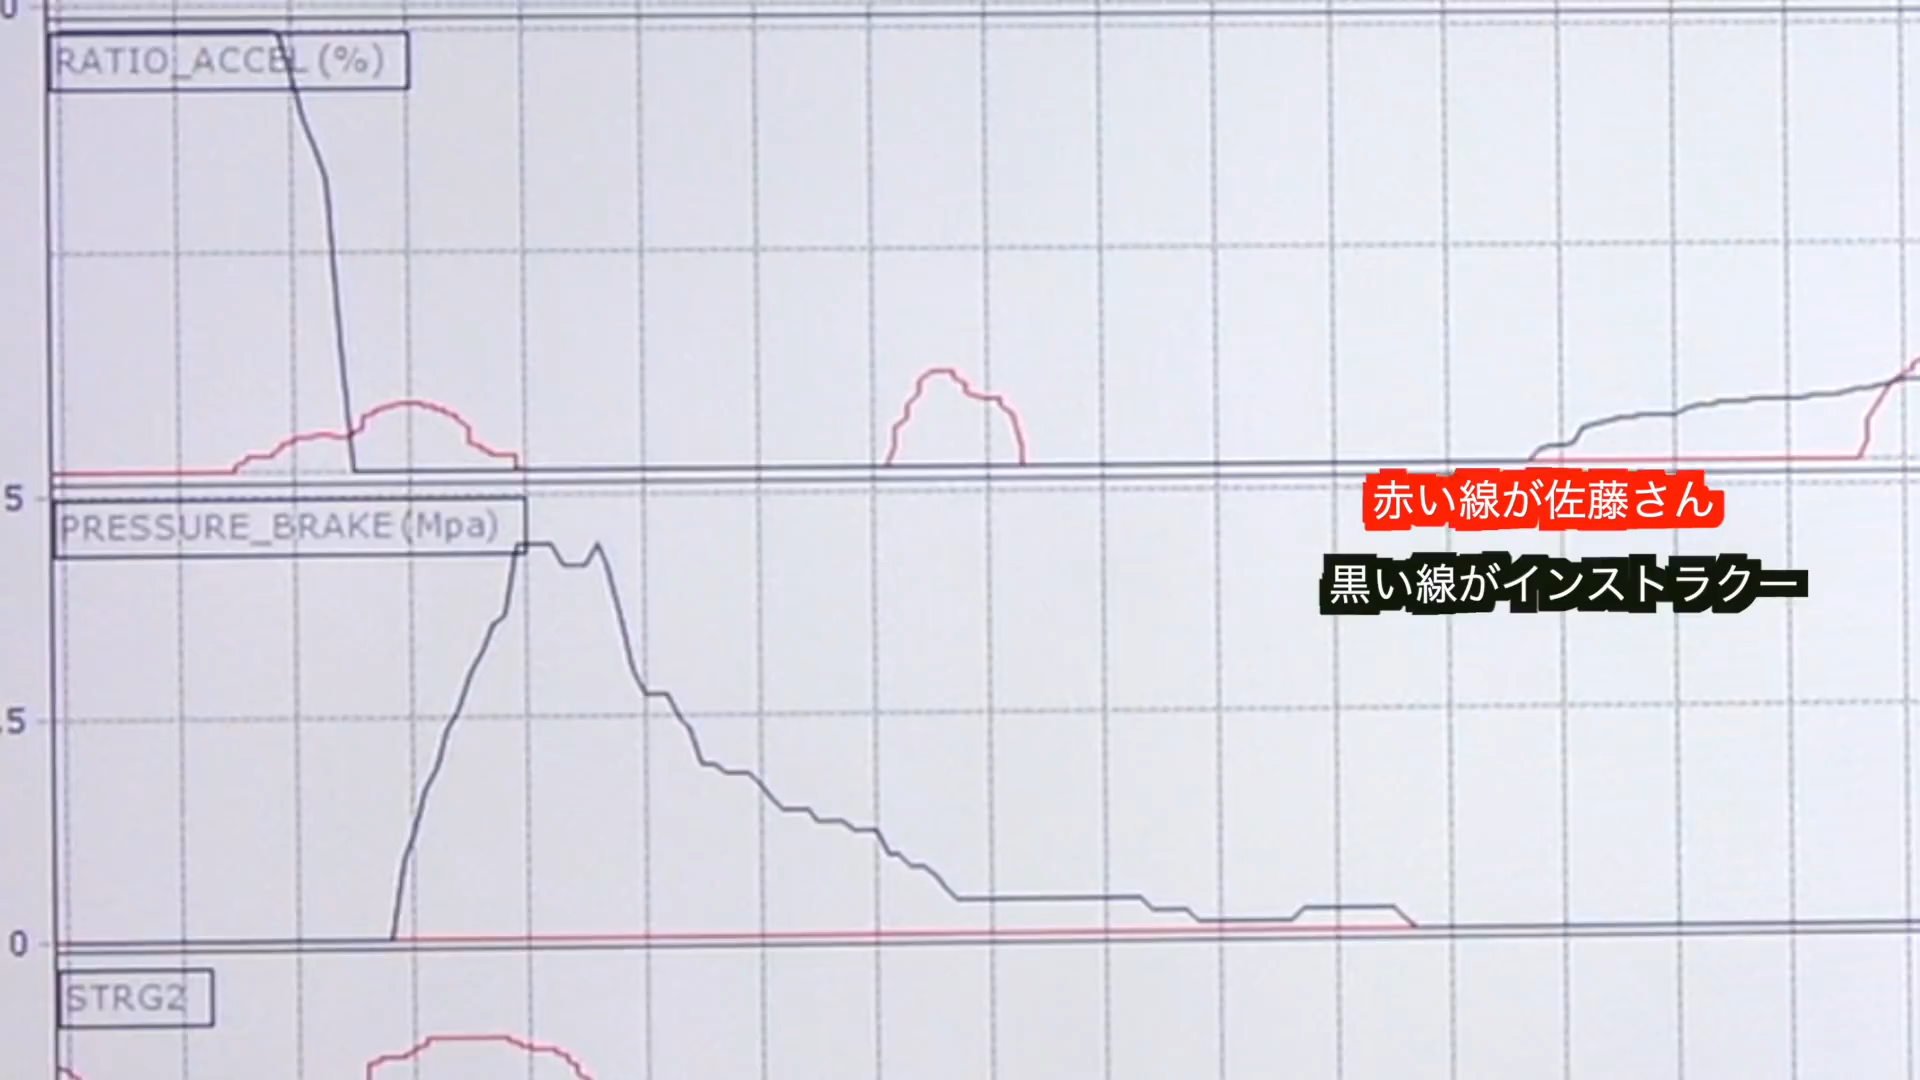 0
RATIO_ACCEL(%)
5
PRESSURE_BRAKE(Mpa)
赤い線が佐藤さん
黒い線がインストラクー
.5
0
STRG2